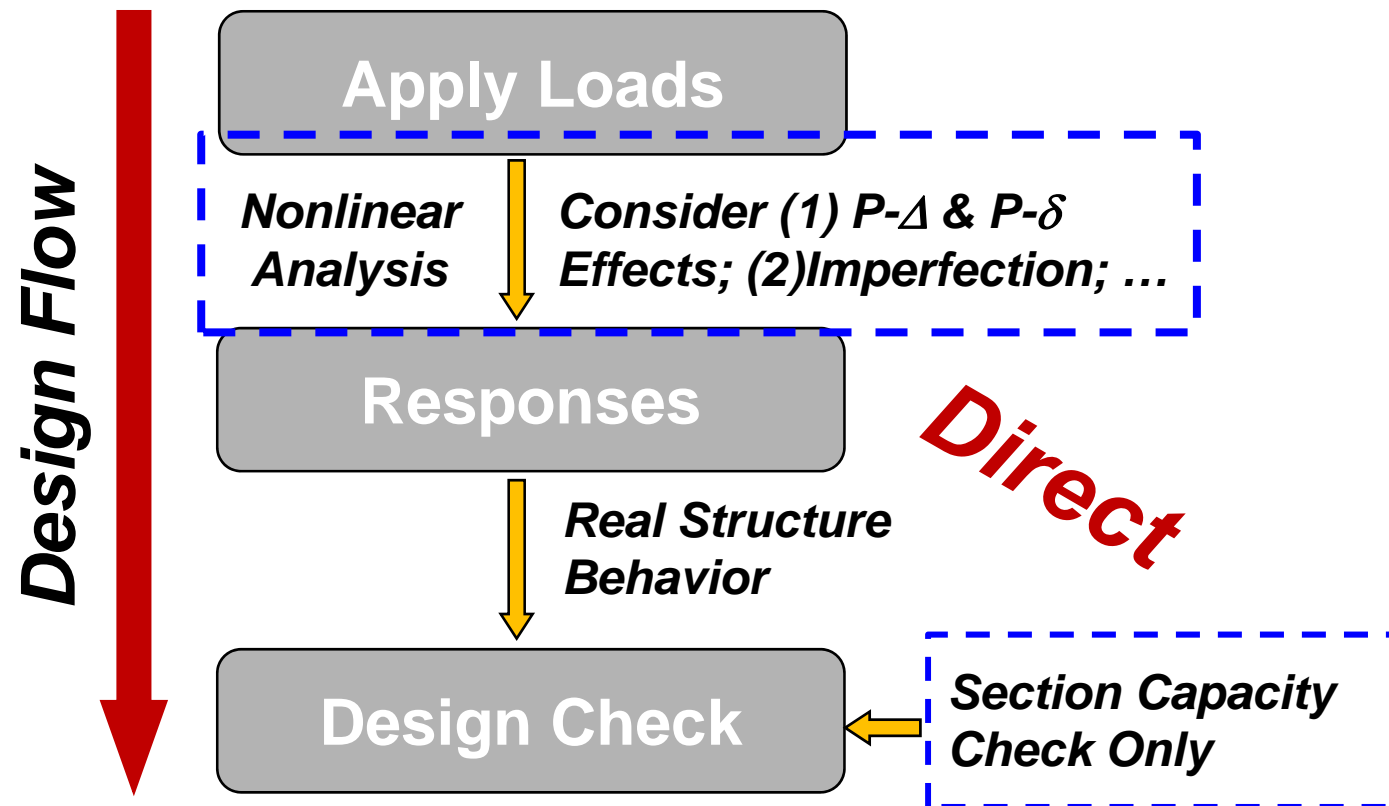 Design Flow
Apply Loads
Nonlinear
Analysis
Consider (1) P-Δ & P-δ
Effects; (2)Imperfection; …
Responses
Direct
Real Structure
Behavior
Design Check
Section Capacity
Check Only